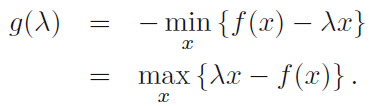 g(λ) = − min_x {f(x) − λx}
= max_x {λx − f(x)} .